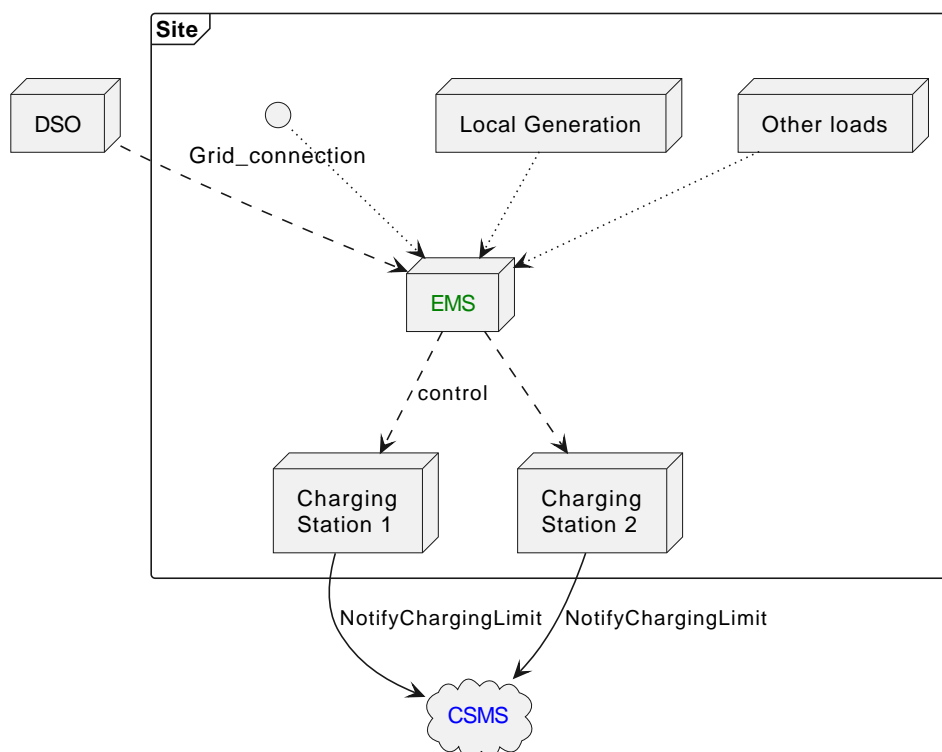 Site
DSO
Local Generation
Other loads
Grid_connection
EMS
control
Charging
Station 1
Charging
Station 2
NotifyChargingLimit
NotifyChargingLimit
CSMS